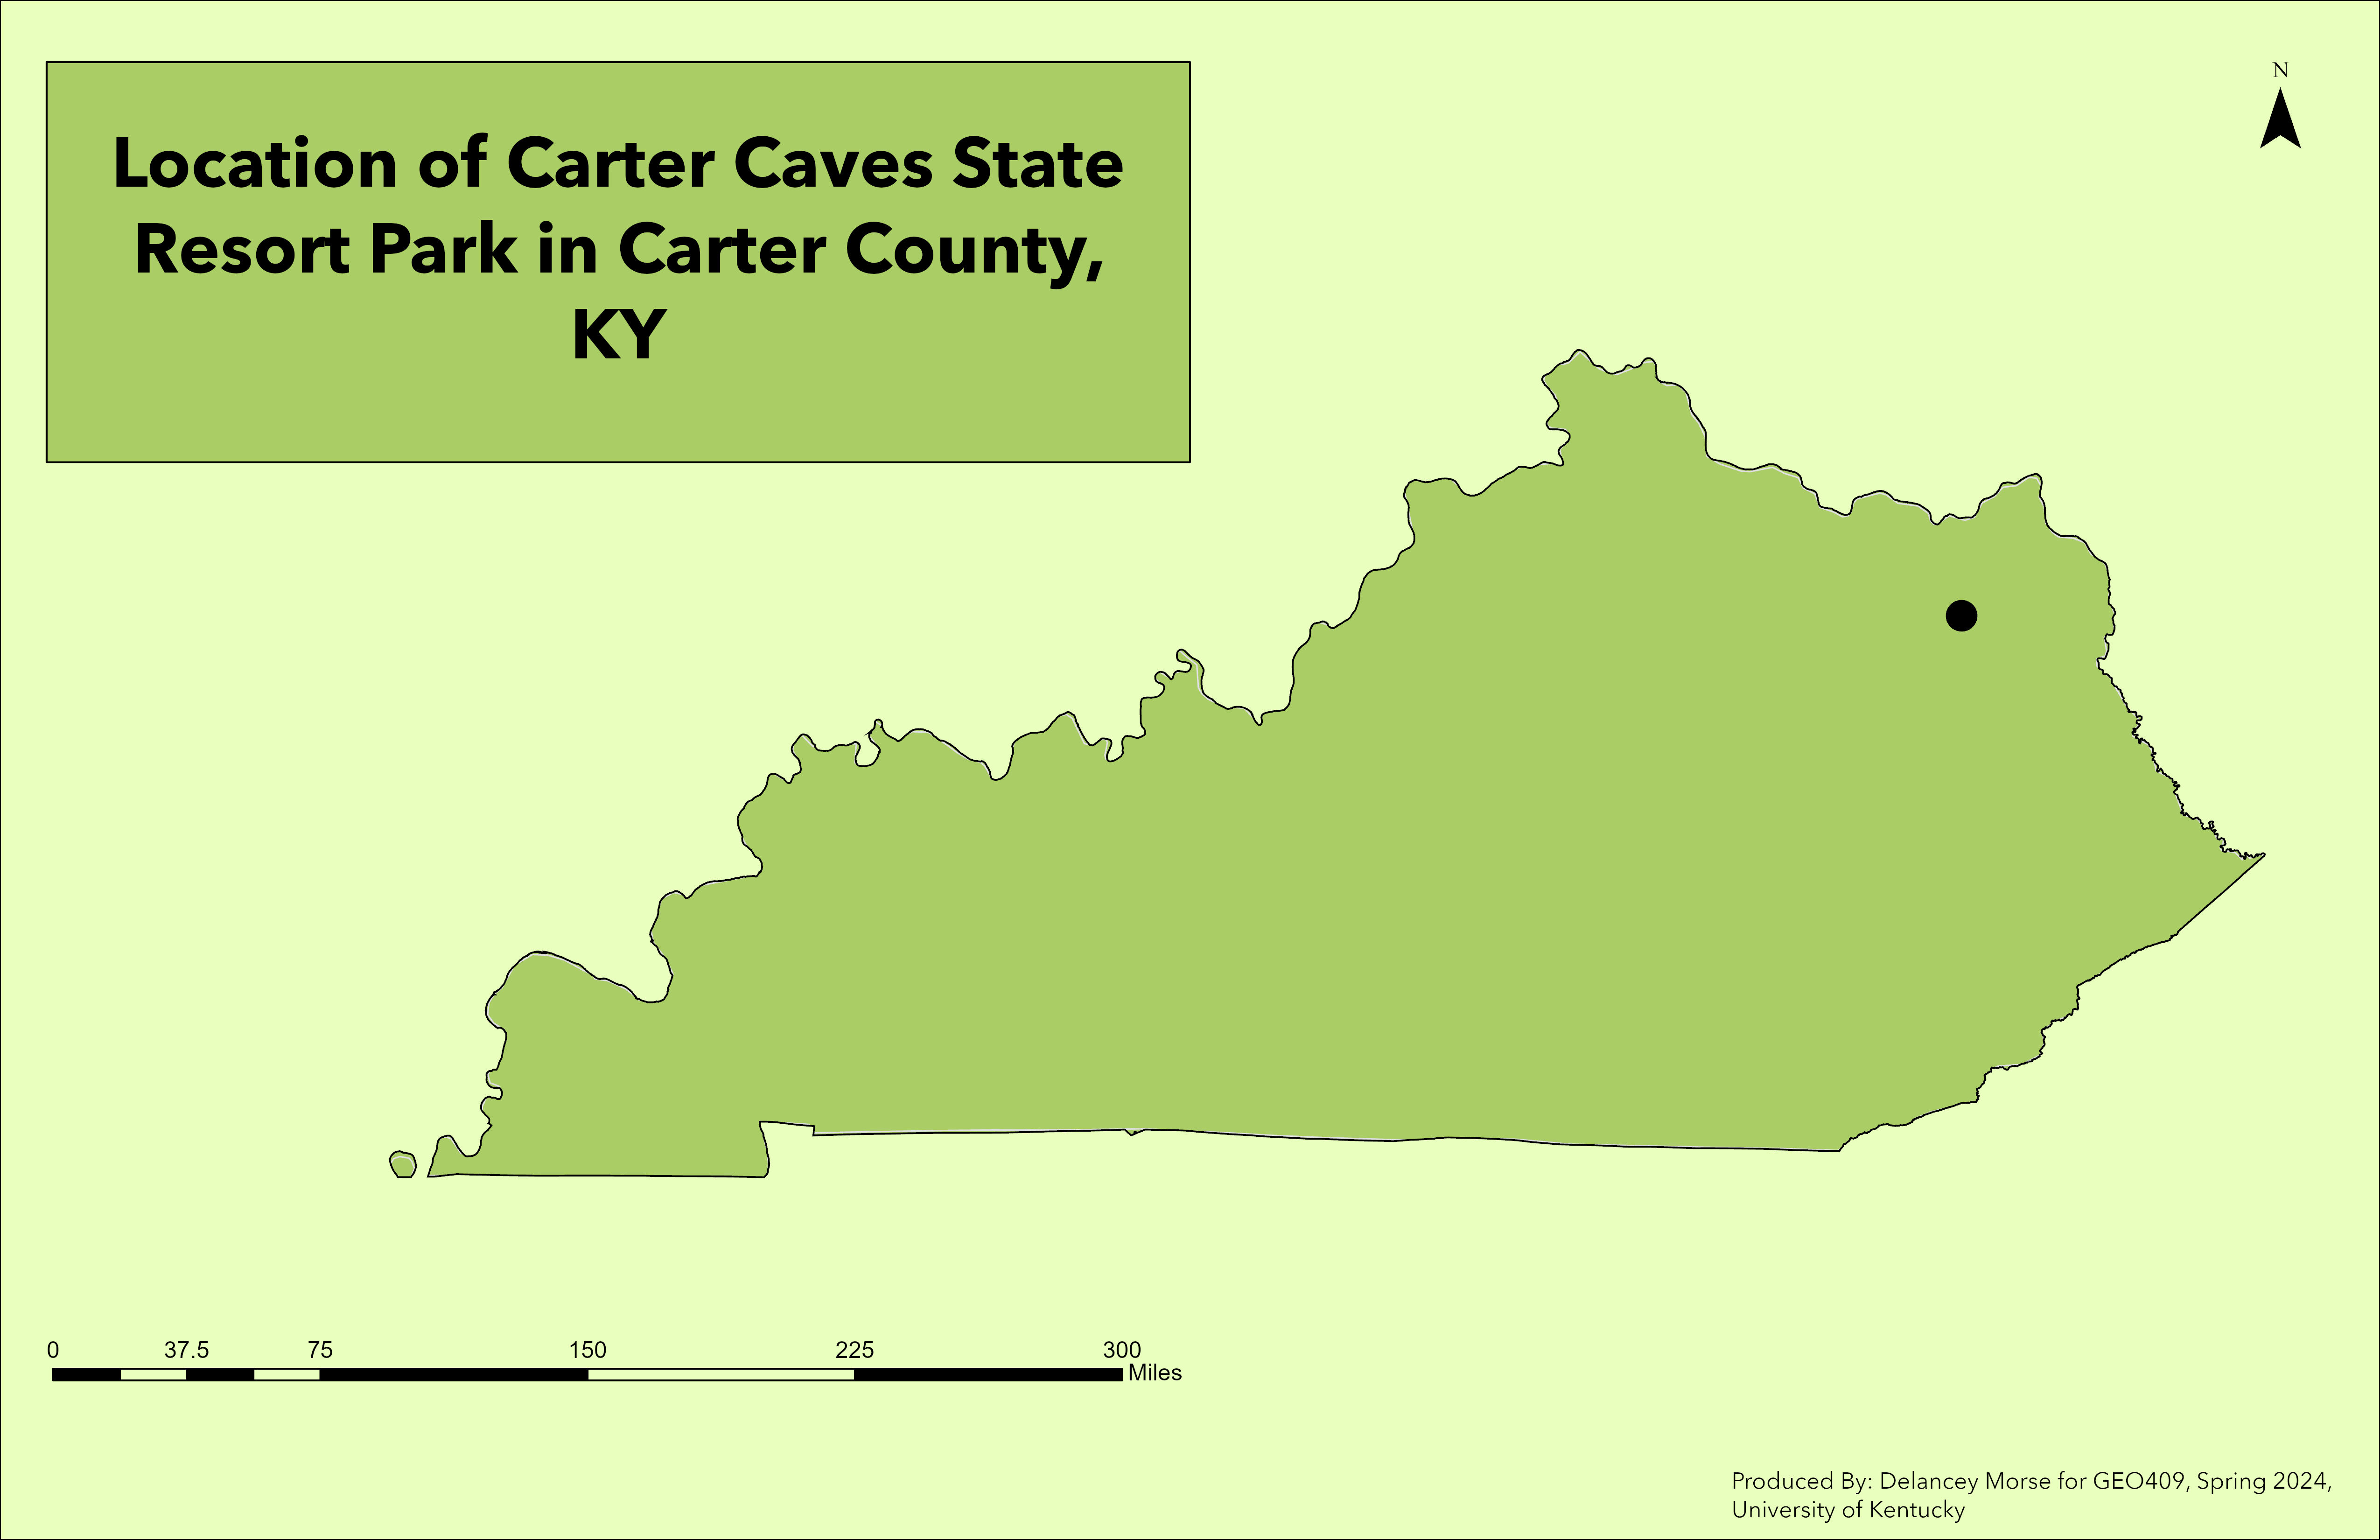 Location of Carter Caves State
Resort Park in Carter County,
KY
N
0 37.5 75 150 225 300
Miles
Produced By: Delancey Morse for GEO409, Spring 2024,
University of Kentucky